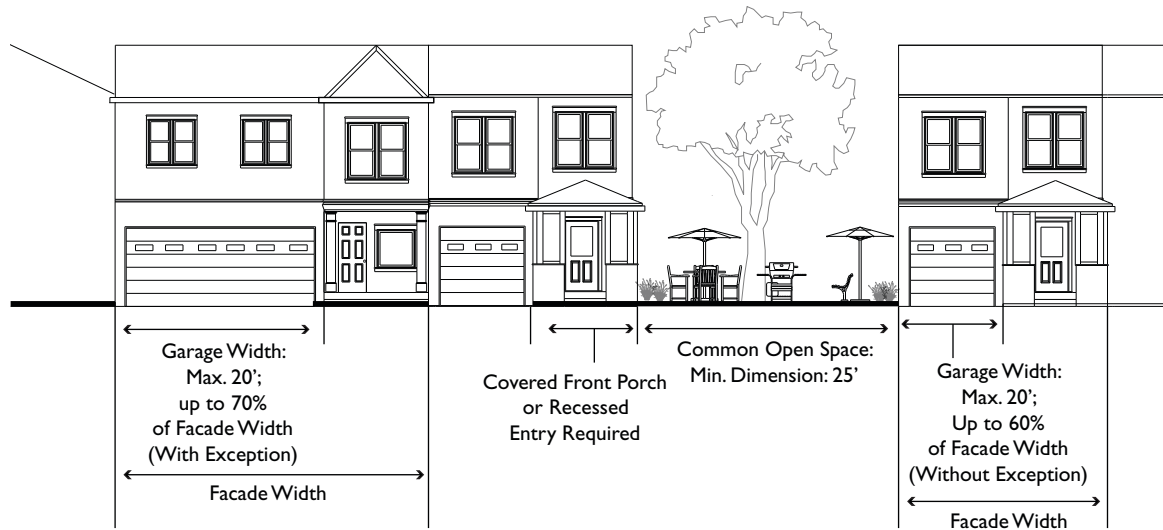 Garage Width:
Max. 20’;
up to 70%
of Facade Width
(With Exception)
Facade Width
Covered Front Porch
or Recessed
Entry Required
Common Open Space:
Min. Dimension: 25’
Garage Width:
Max. 20’;
Up to 60%
of Facade Width
(Without Exception)
Facade Width